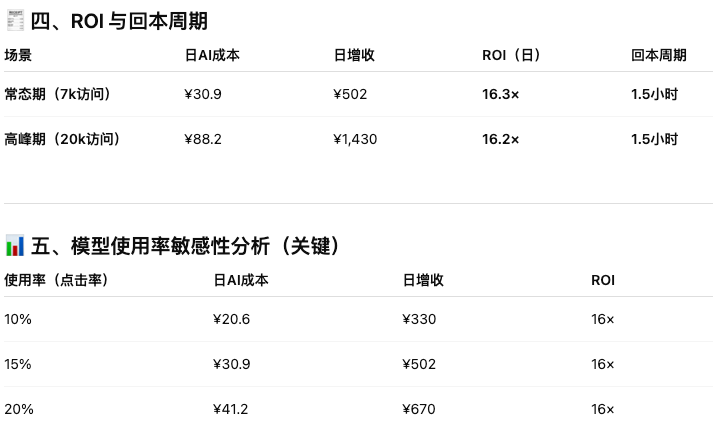 四、ROI与回本周期
场景 日AI成本 日增收 ROI（日） 回本周期
常态期（7k访问） ¥30.9 ¥502 16.3× 1.5小时
高峰期（20k访问） ¥88.2 ¥1,430 16.2× 1.5小时
五、模型使用率敏感性分析（关键）
使用率（点击率） 日AI成本 日增收 ROI
10% ¥20.6 ¥330 16×
15% ¥30.9 ¥502 16×
20% ¥41.2 ¥670 16×